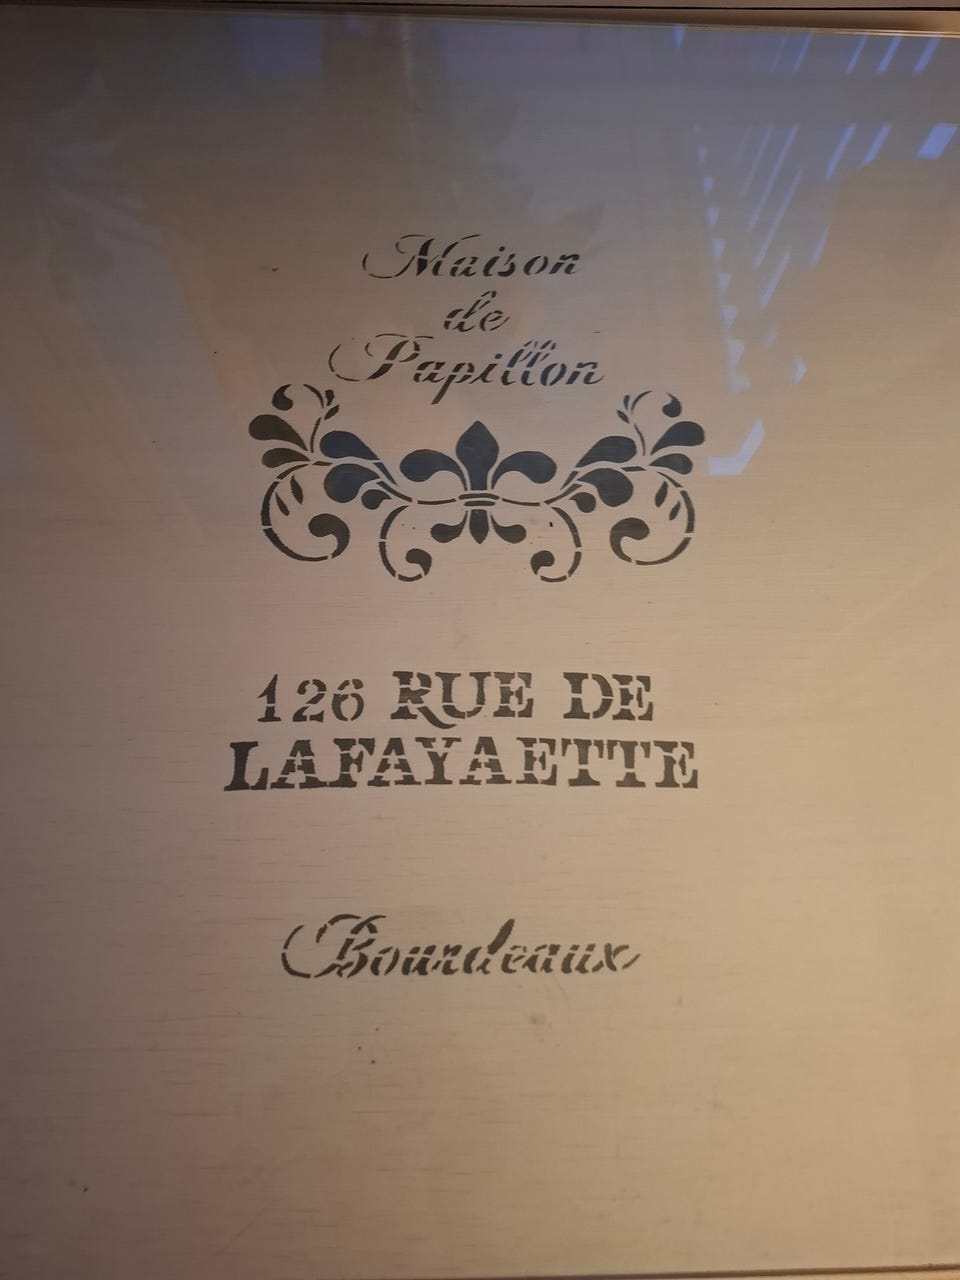 Maison
de
Papillon
126 RUE DE
LAFAYAETTE
Bourdeaux